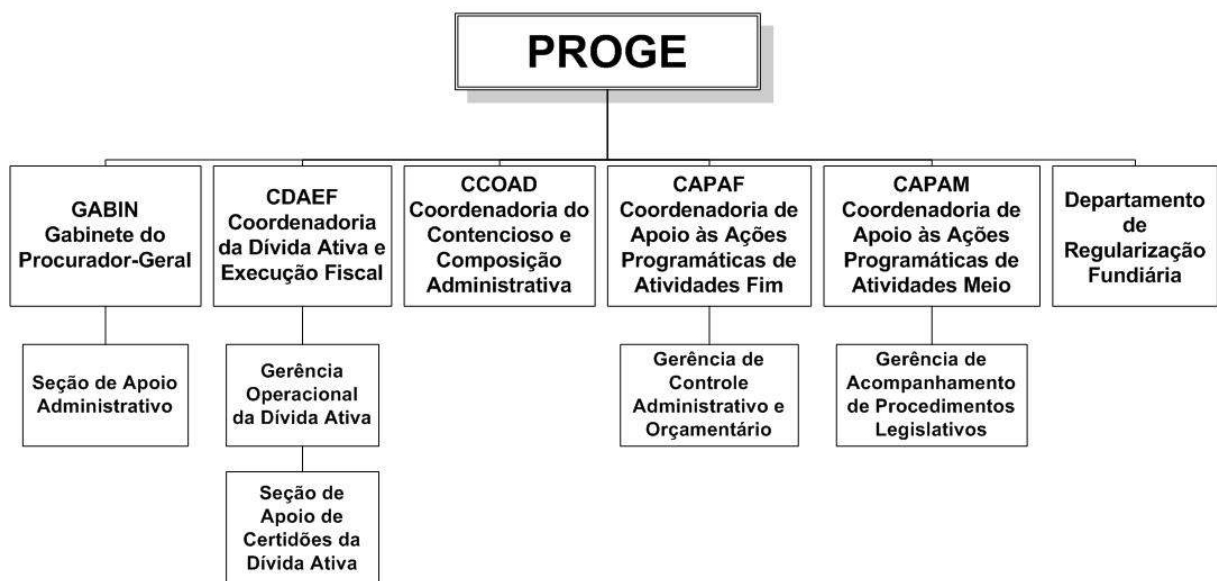 PROGE
GABIN
Gabinete do
Procurador-Geral
CDAEF
Coordenadoria
da Dívida Ativa e
Execução Fiscal
CCOAD
Coordenadoria do
Contencioso e
Composição
Administrativa
CAPAF
Coordenadoria de
Apoio às Ações
Programáticas de
Atividades Fim
CAPAM
Coordenadoria de
Apoio às Ações
Programáticas de
Atividades Meio
Departamento
de
Regularização
Fundiária
Seção de Apoio
Administrativo
Gerência
Operacional
da Dívida Ativa
Gerência de
Controle
Administrativo e
Orçamentário
Gerência de
Acompanhamento
de Procedimentos
Legislativos
Seção de
Apoio de
Certidões da
Dívida Ativa